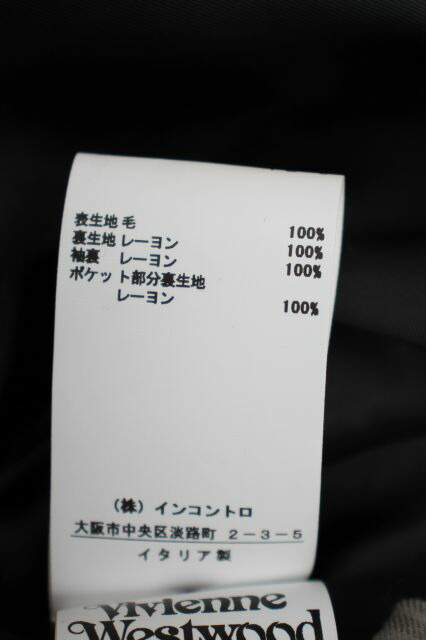 表生地 毛 100%
裏生地 レーヨン 100%
袖裏 レーヨン 100%
ポケット部分裏生地
レーヨン 100%
(株) インコントロ
大阪市中央区淡路町 2-3-5
イタリア製
Vivienne
Westwood